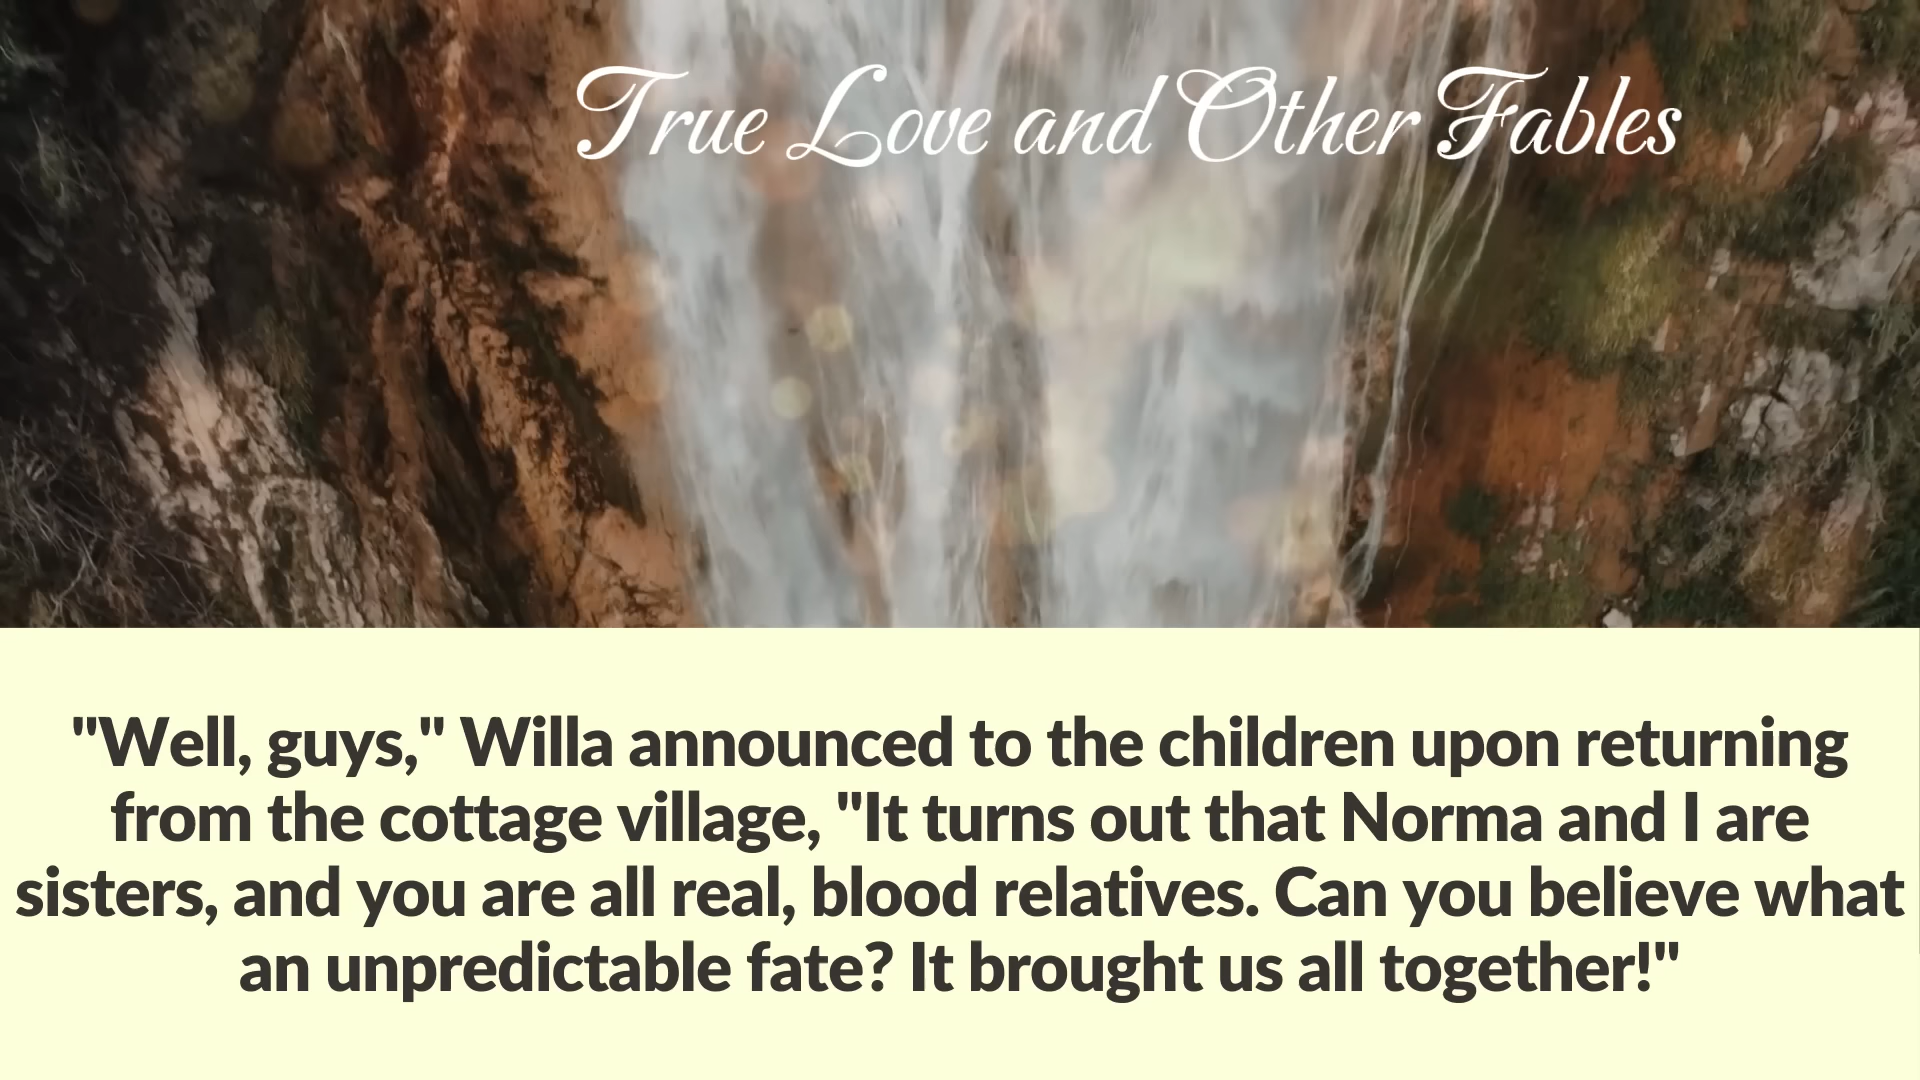 True Love and Other Fables
"Well, guys," Willa announced to the children upon returning
from the cottage village, "It turns out that Norma and I are
sisters, and you are all real, blood relatives. Can you believe what
an unpredictable fate? It brought us all together!"